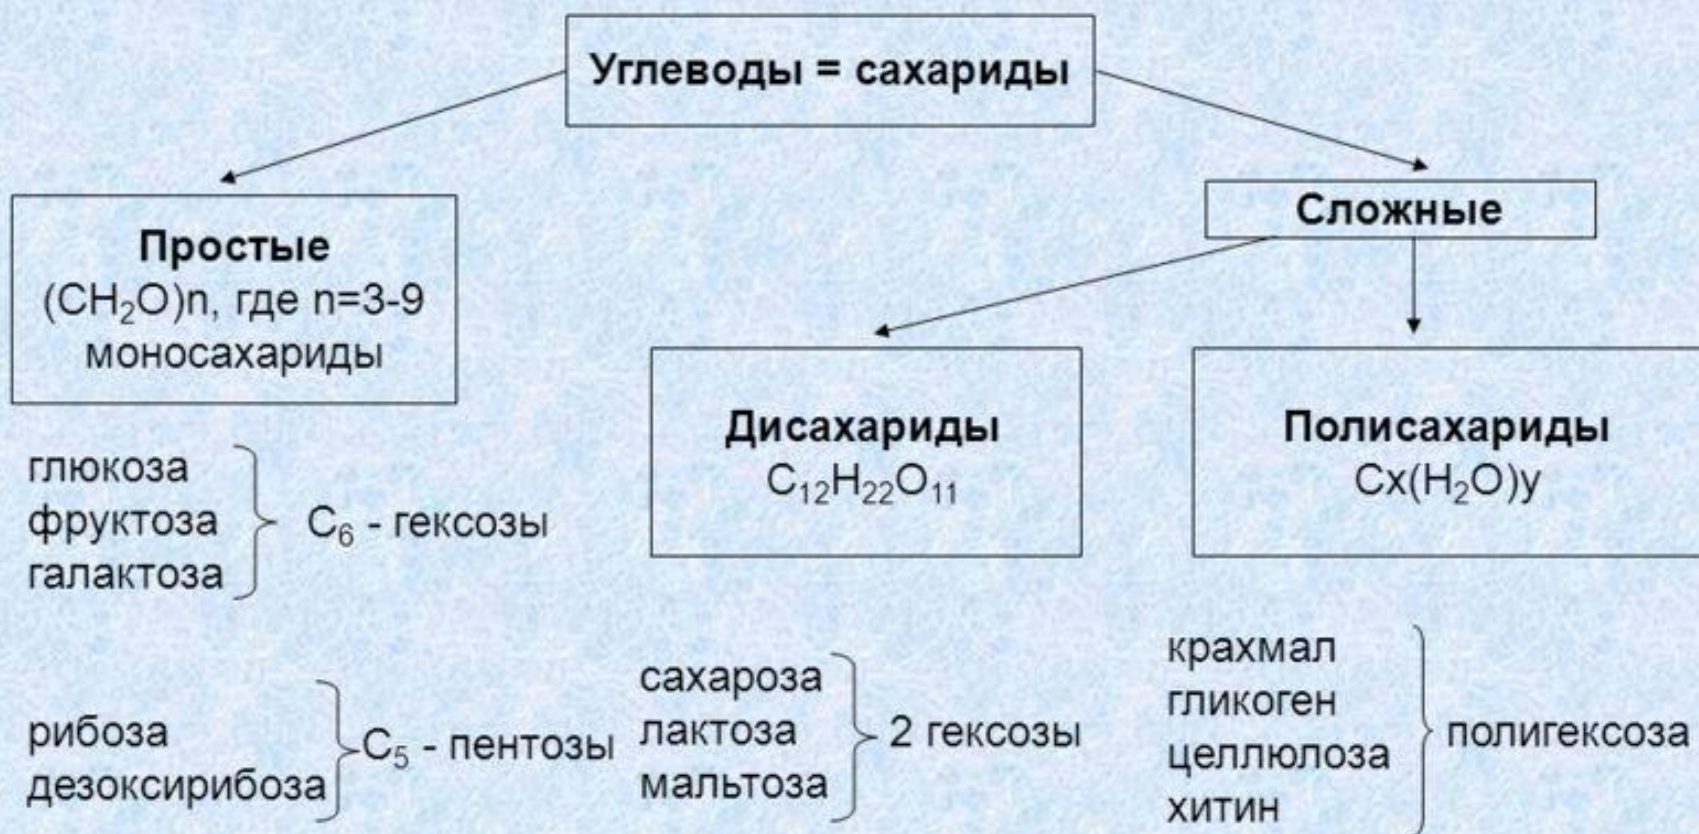 Углеводы = сахариды
Простые
(CH₂O)n, где n=3-9
моносахариды
глюкоза
фруктоза
галактоза
C₆ - гексозы
рибоза
дезоксирибоза
C₅ - пентозы
Сложные
Дисахариды
C₁₂H₂₂O₁₁
сахароза
лактоза
мальтоза
2 гексозы
Полисахариды
Cx(H₂O)y
крахмал
гликоген
целлюлоза
хитин
полигексоза